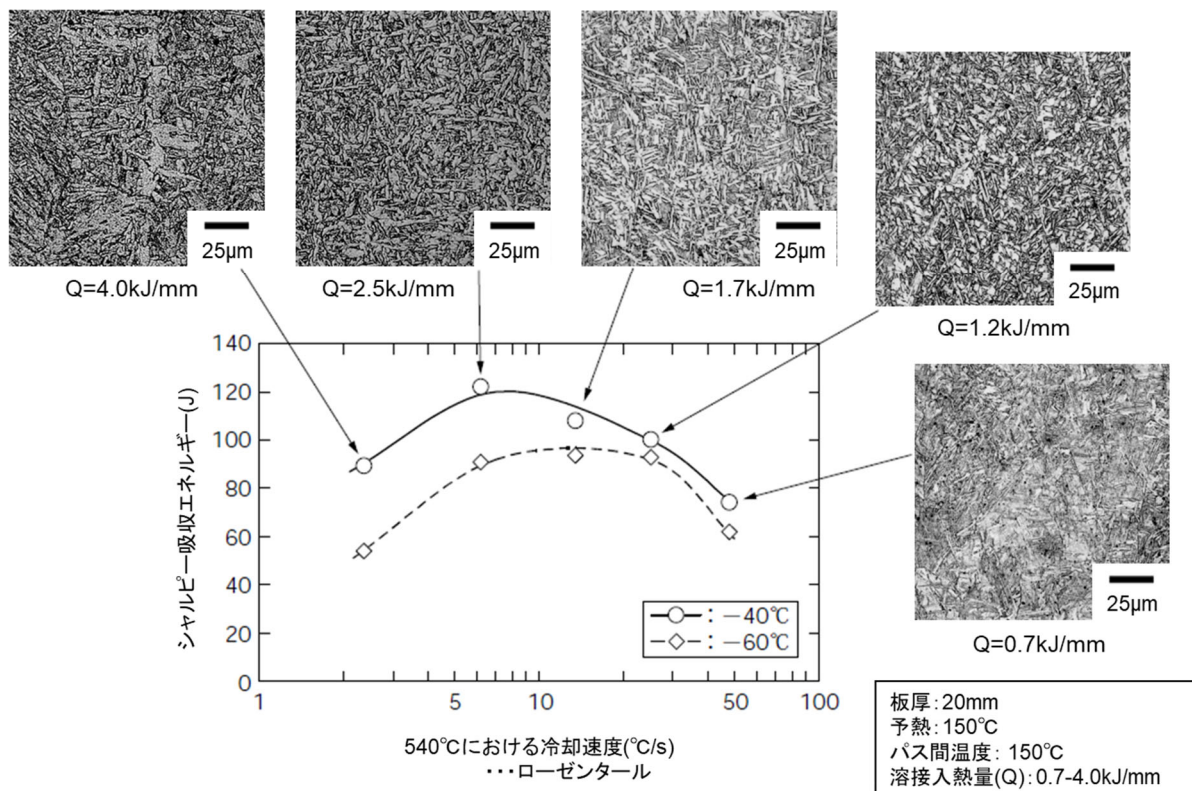 25μm
25μm
25μm
25μm
Q=4.0kJ/mm
Q=2.5kJ/mm
Q=1.7kJ/mm
Q=1.2kJ/mm
25μm
Q=0.7kJ/mm
シャルピー吸収エネルギー(J)
140
120
100
80
60
40
20
0
○:-40℃
◇:-60℃
1
5
10
50
100
540℃における冷却速度(℃/s)
・・・ローゼンタール
板厚:20mm
予熱:150℃
パス間温度: 150℃
溶接入熱量(Q): 0.7-4.0kJ/mm